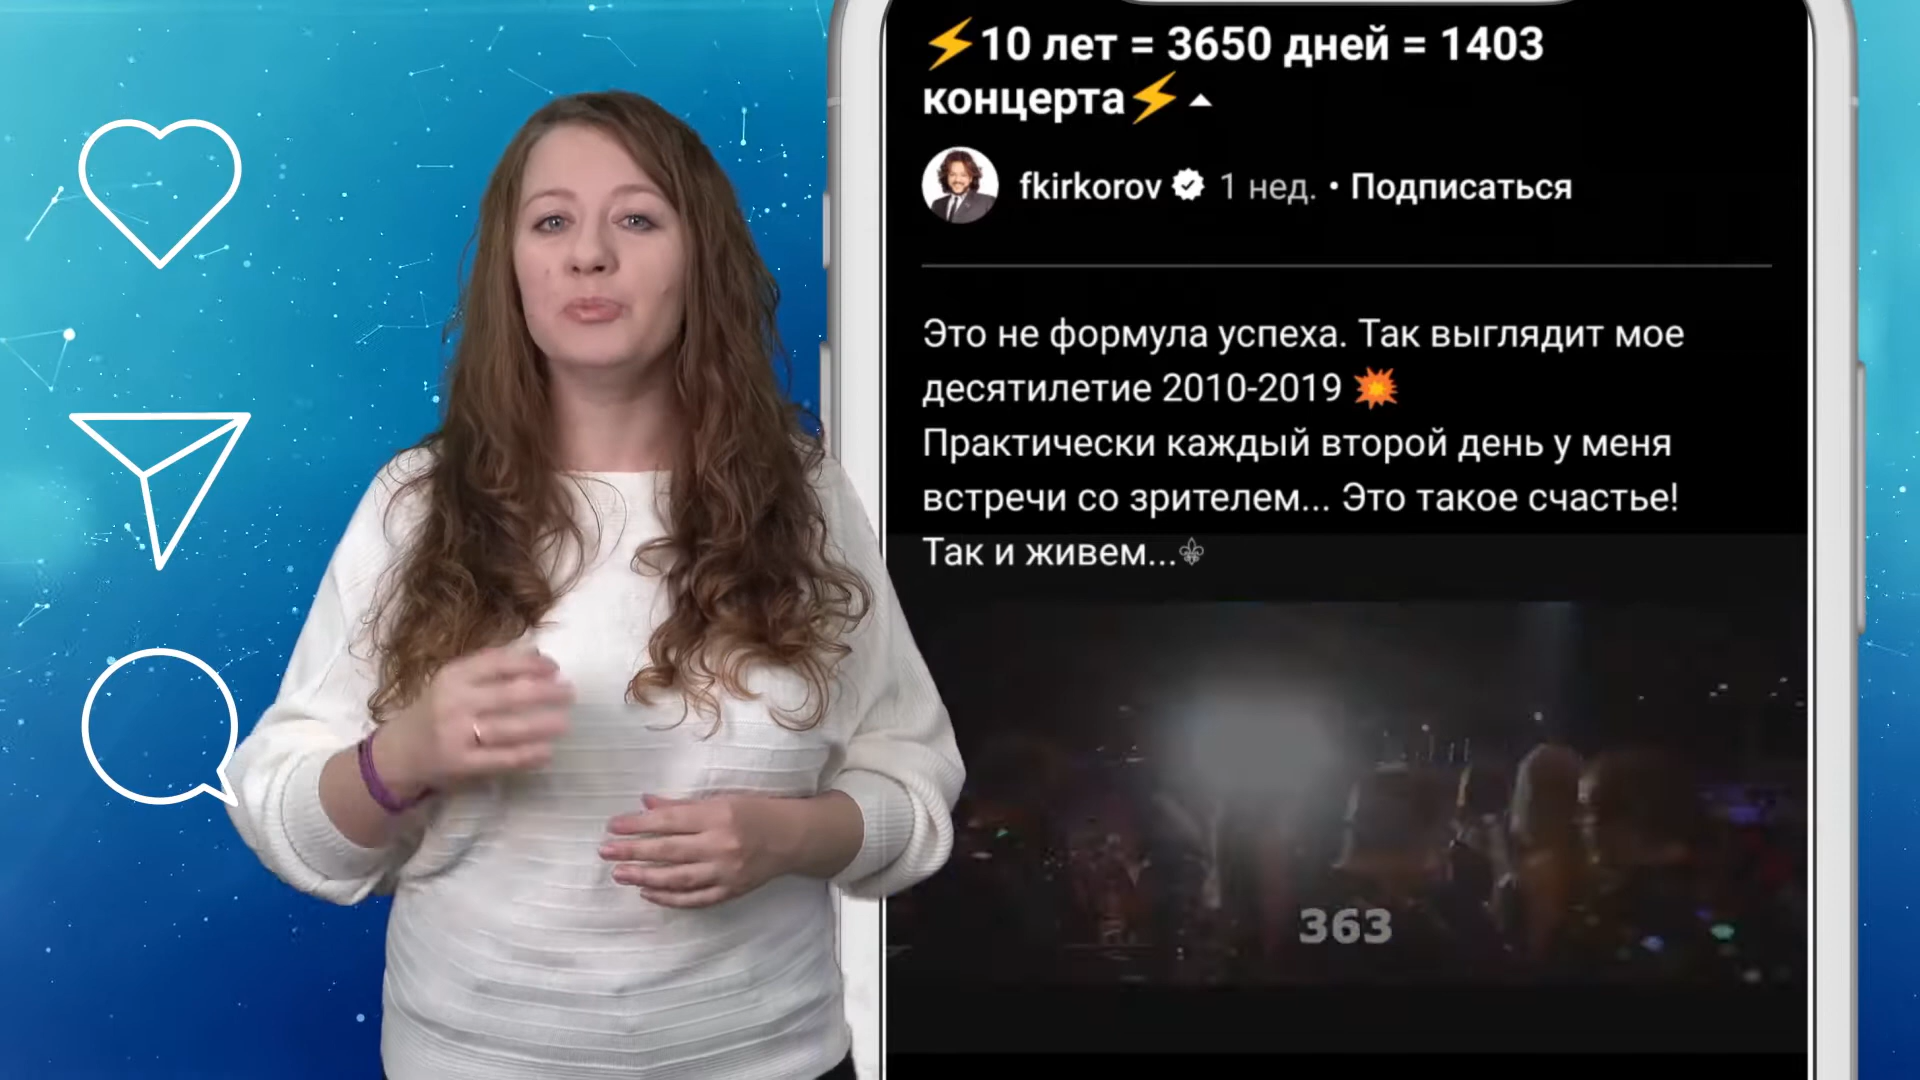 ⚡10 лет = 3650 дней = 1403
концерта⚡
fkirkorov 1 нед. • Подписаться
Это не формула успеха. Так выглядит мое
десятилетие 2010-2019 💥
Практически каждый второй день у меня
встречи со зрителем... Это такое счастье!
Так и живем...⚜
363